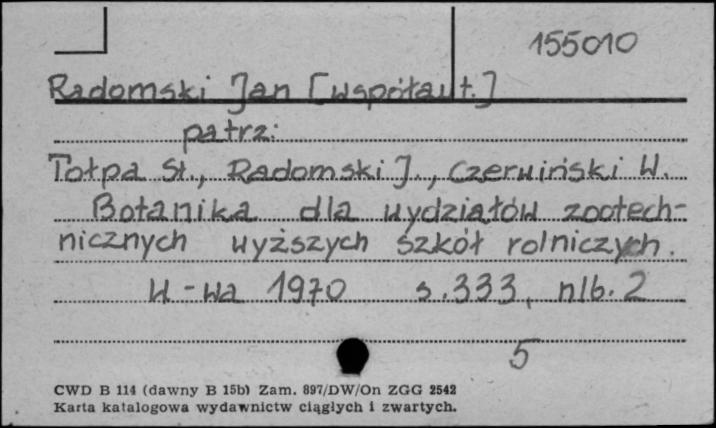 155010
Radomski Jan [współaut.]
patrz:
Tołpa St., Radomski J., Czerwiński W.
Botanika dla wydziałów zootech-
nicznych wyższych szkół rolniczych.
W-wa 1970 s. 333, nlb. 2
5
CWD B 114 (dawny B 15b) Zam. 897/DW/On ZGG 2542
Karta katalogowa wydawnictw ciągłych i zwartych.